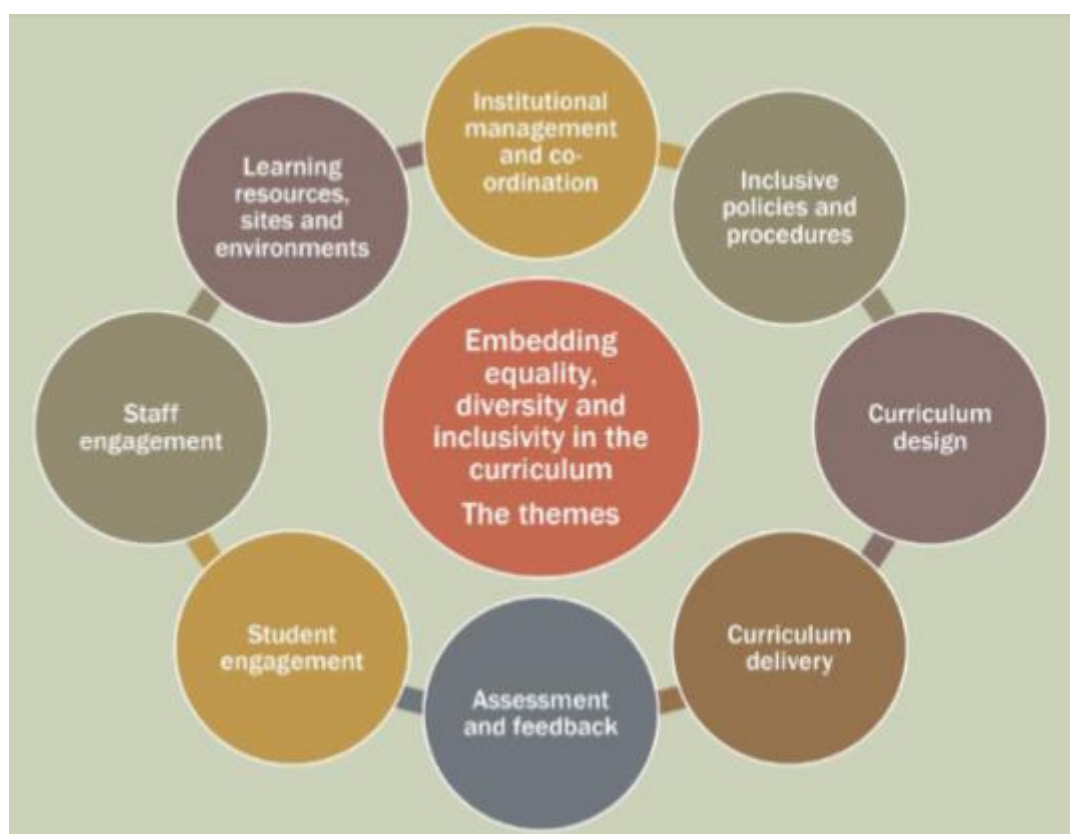 Institutional
management
and co-
ordination
Inclusive
policies and
procedures
Curriculum
design
Curriculum
delivery
Assessment
and feedback
Student
engagement
Staff
engagement
Learning
resources,
sites and
environments
Embedding
equality,
diversity and
inclusivity in the
curriculum
The themes